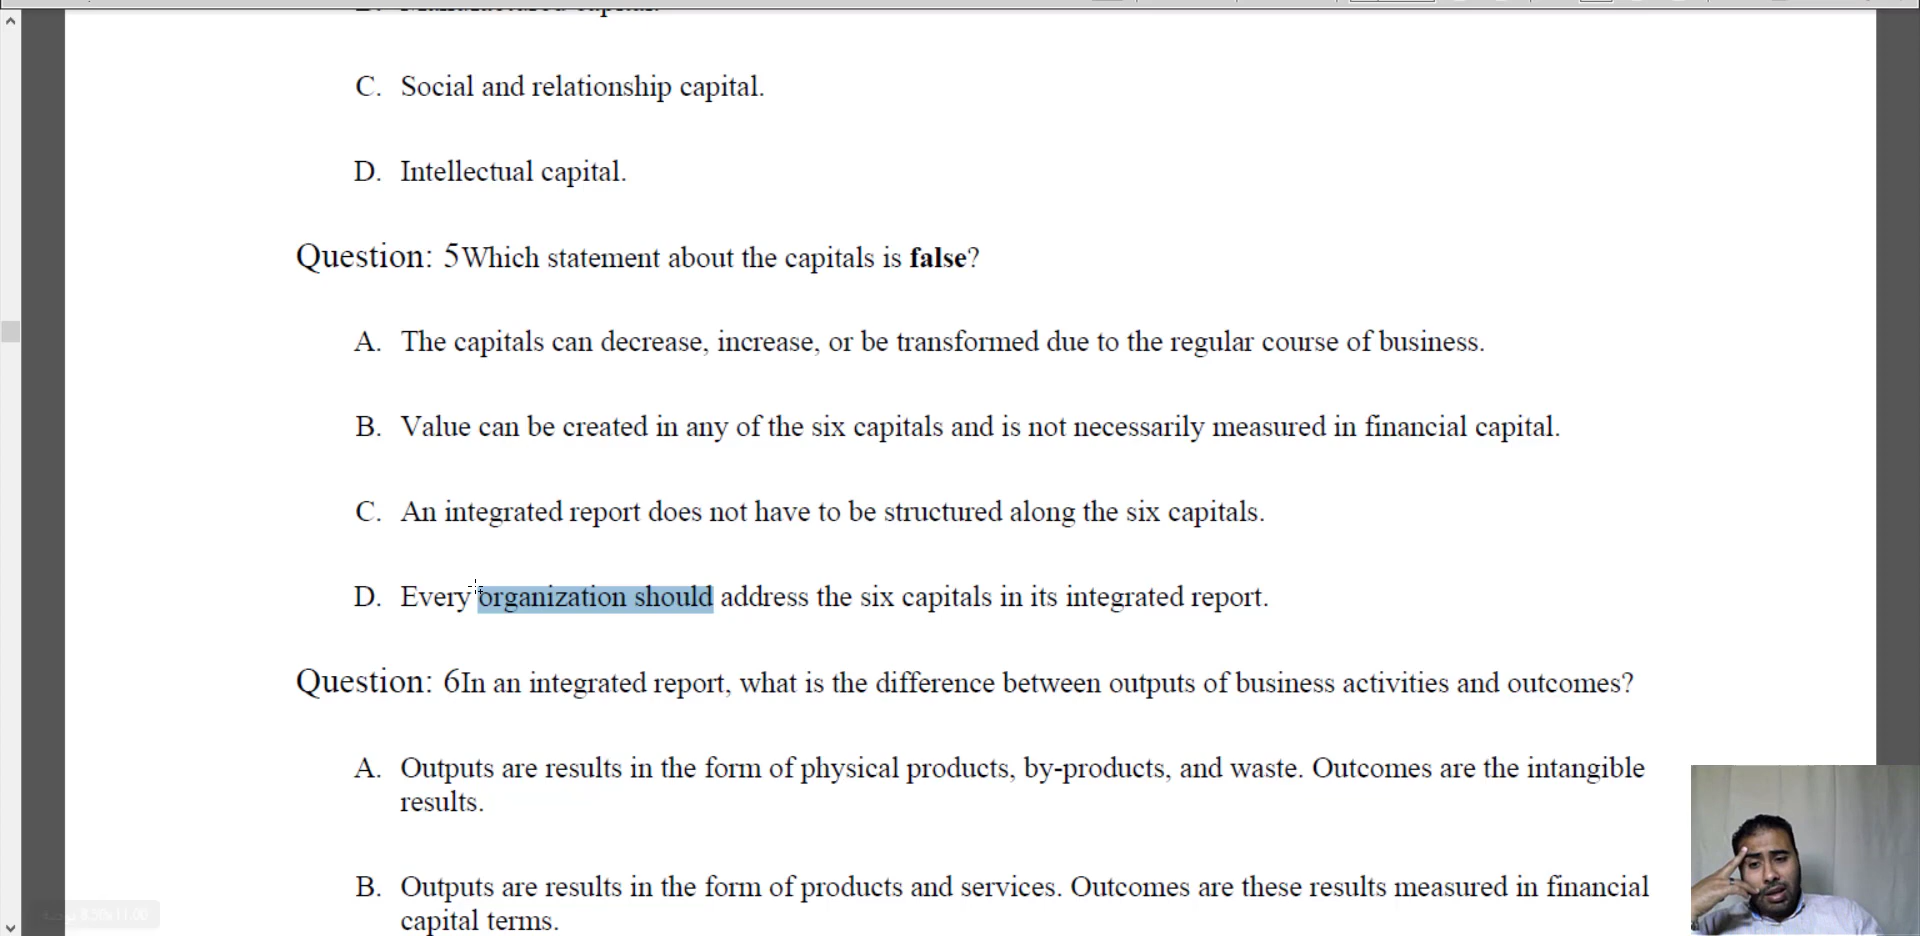 C. Social and relationship capital.
D. Intellectual capital.
Question: 5Which statement about the capitals is false?
A. The capitals can decrease, increase, or be transformed due to the regular course of business.
B. Value can be created in any of the six capitals and is not necessarily measured in financial capital.
C. An integrated report does not have to be structured along the six capitals.
D. Every organization should address the six capitals in its integrated report.
Question: 6In an integrated report, what is the difference between outputs of business activities and outcomes?
A. Outputs are results in the form of physical products, by-products, and waste. Outcomes are the intangible
results.
B. Outputs are results in the form of products and services. Outcomes are these results measured in financial
capital terms.